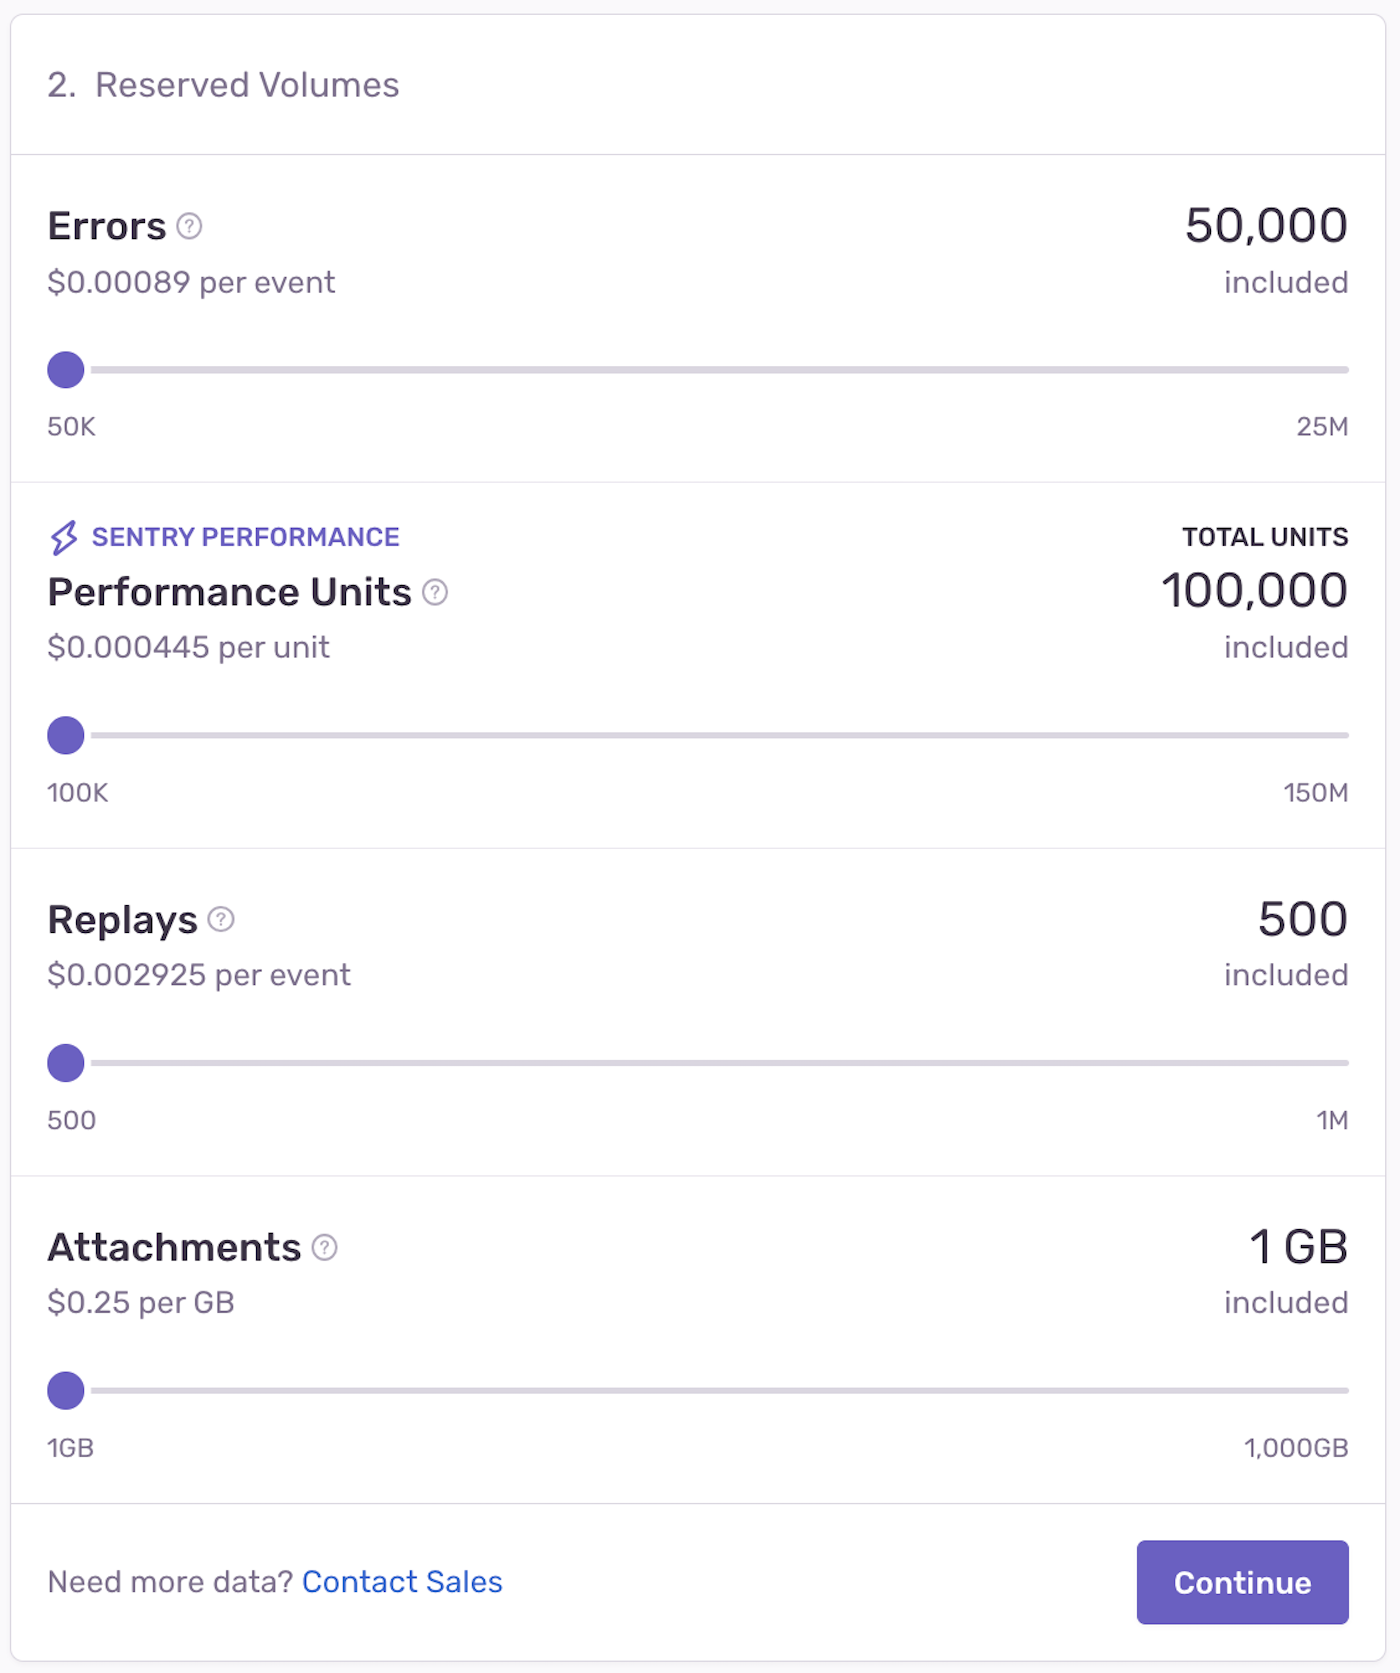 2. Reserved Volumes
Errors ?
50,000
$0.00089 per event
included
50K
25M
SENTRY PERFORMANCE
TOTAL UNITS
Performance Units ?
100,000
$0.000445 per unit
included
100K
150M
Replays ?
500
$0.002925 per event
included
500
1M
Attachments ?
1 GB
$0.25 per GB
included
1GB
1,000GB
Need more data? Contact Sales
Continue